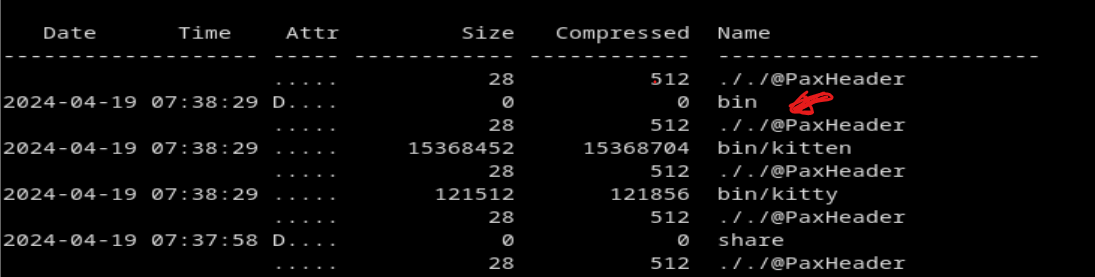 Date Time Attr Size Compressed Name
------------------- ----- ------------ ------------ ------------------------
..... 28 512 ././@PaxHeader
2024-04-19 07:38:29 D.... 0 0 bin
..... 28 512 ././@PaxHeader
2024-04-19 07:38:29 ..... 15368452 15368704 bin/kitten
..... 28 512 ././@PaxHeader
2024-04-19 07:38:29 ..... 121512 121856 bin/kitty
..... 28 512 ././@PaxHeader
2024-04-19 07:37:58 D.... 0 0 share
..... 28 512 ././@PaxHeader